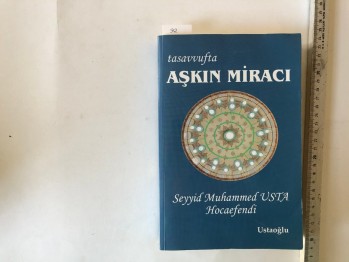 tasavvufta
AŞKIN MİRACI
Seyyid Muhammed USTA
Hocaefendi
Ustaoğlu